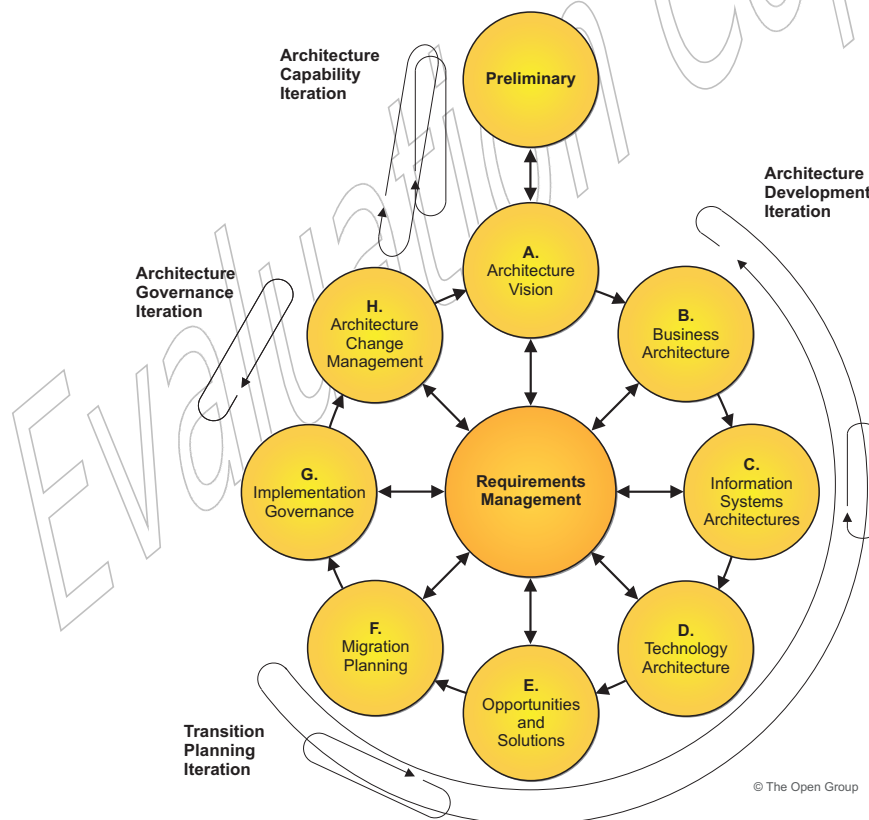 Architecture
Capability
Iteration
Preliminary
Architecture
Development
Iteration
A.
Architecture
Vision
Architecture
Governance
Iteration
H.
Architecture
Change
Management
B.
Business
Architecture
G.
Implementation
Governance
Requirements
Management
C.
Information
Systems
Architectures
F.
Migration
Planning
D.
Technology
Architecture
E.
Opportunities
and
Solutions
Transition
Planning
Iteration
© The Open Group
Evaluation Cop